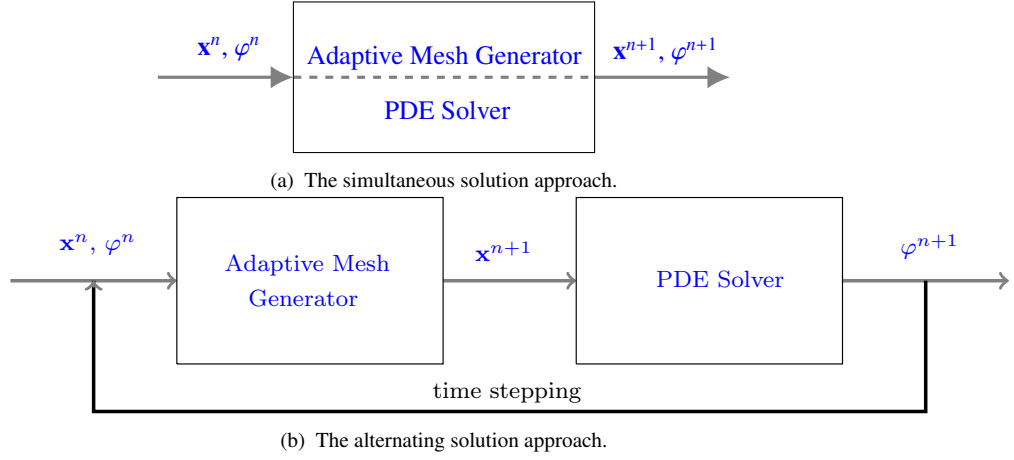 𝐱ⁿ, φⁿ
Adaptive Mesh Generator
𝐱ⁿ⁺¹, φⁿ⁺¹
PDE Solver
(a) The simultaneous solution approach.
𝐱ⁿ, φⁿ
Adaptive Mesh
Generator
𝐱ⁿ⁺¹
PDE Solver
φⁿ⁺¹
time stepping
(b) The alternating solution approach.